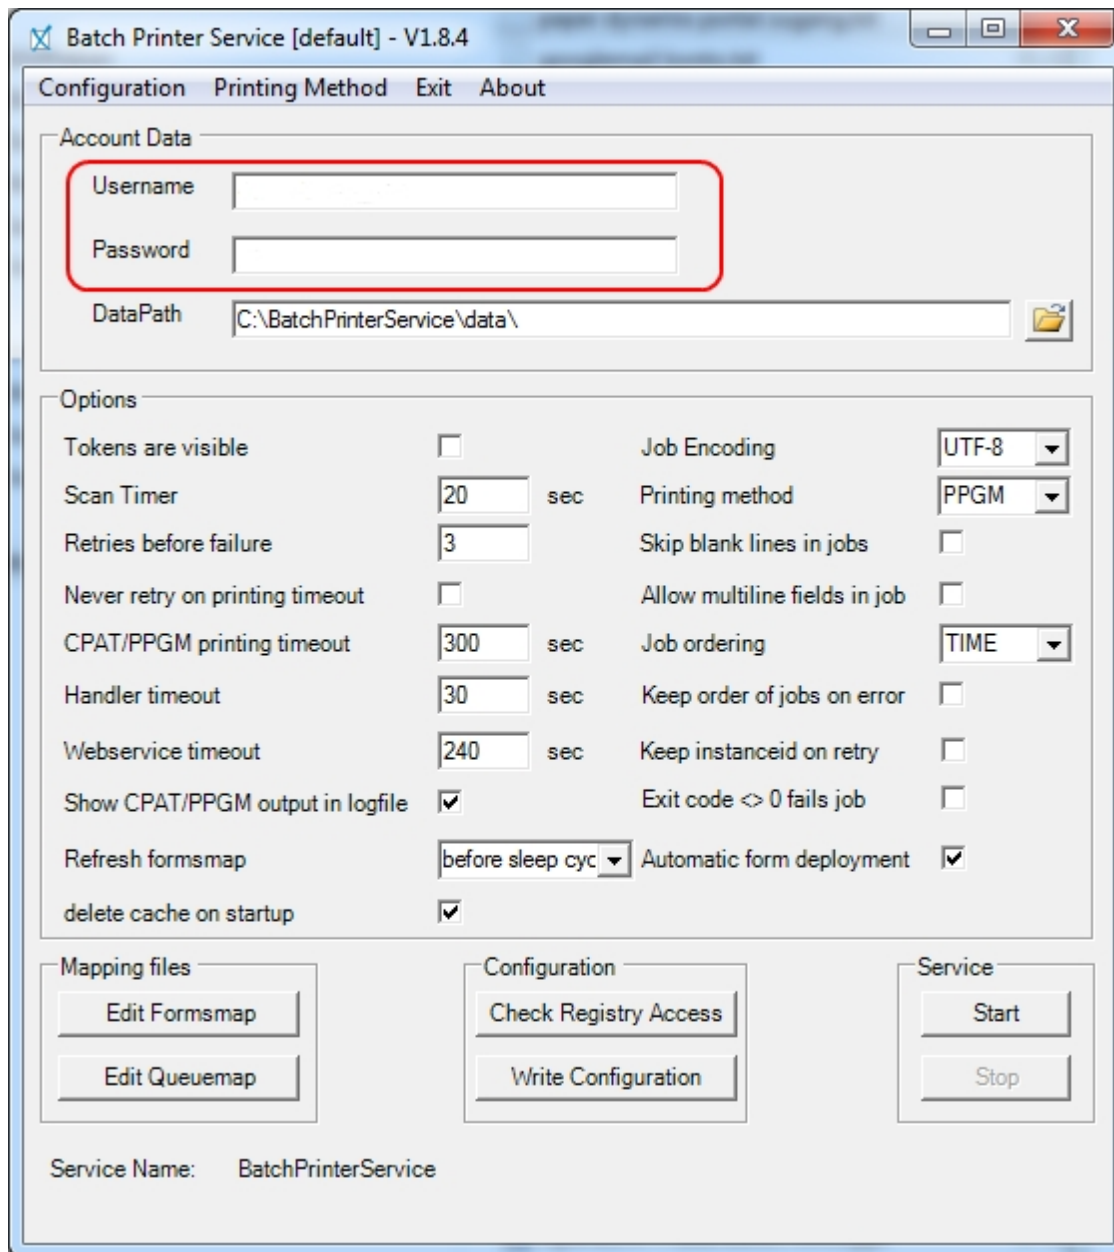 Batch Printer Service [default] - V1.8.4
Configuration Printing Method Exit About
Account Data
Username
Password
DataPath C:\BatchPrinterService\data\
Options
Tokens are visible Job Encoding UTF-8
Scan Timer 20 sec Printing method PPGM
Retries before failure 3 Skip blank lines in jobs
Never retry on printing timeout Allow multiline fields in job
CPAT/PPGM printing timeout 300 sec Job ordering TIME
Handler timeout 30 sec Keep order of jobs on error
Webservice timeout 240 sec Keep instanceid on retry
Show CPAT/PPGM output in logfile Exit code <> 0 fails job
Refresh formsmap before sleep cyc Automatic form deployment
delete cache on startup
Mapping files Configuration Service
Edit Formsmap Check Registry Access Start
Edit Queuemap Write Configuration Stop
Service Name: BatchPrinterService